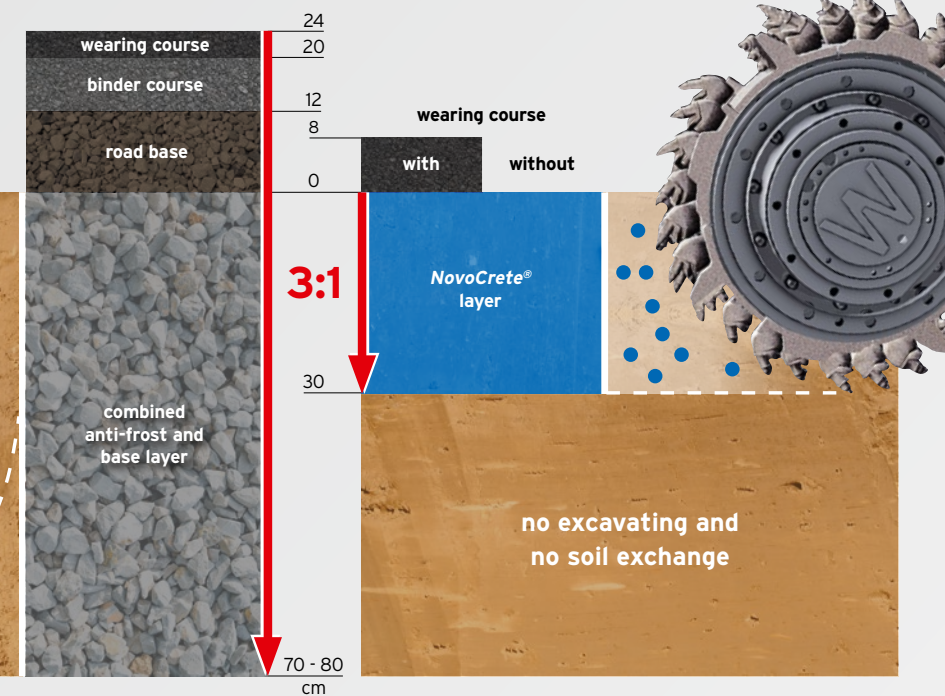 24
wearing course
20
binder course
12
wearing course
8
road base
with
without
0
3:1
NovoCrete®
layer
30
combined
anti-frost and
base layer
no excavating and
no soil exchange
70 - 80
cm
W